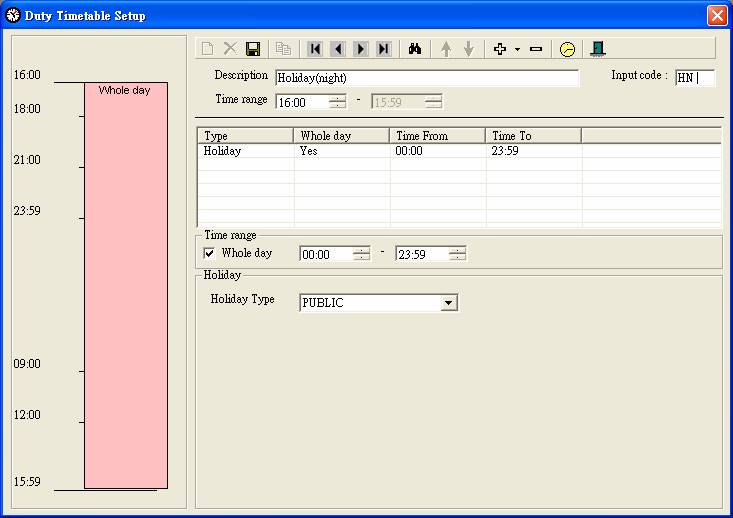 Duty Timetable Setup
Description Holiday(night) Input code : HN
Time range 16:00 - 15:59
16:00
Whole day
18:00
21:00
23:59
09:00
12:00
15:59
Type Whole day Time From Time To
Holiday Yes 00:00 23:59
Time range
Whole day 00:00 - 23:59
Holiday
Holiday Type PUBLIC